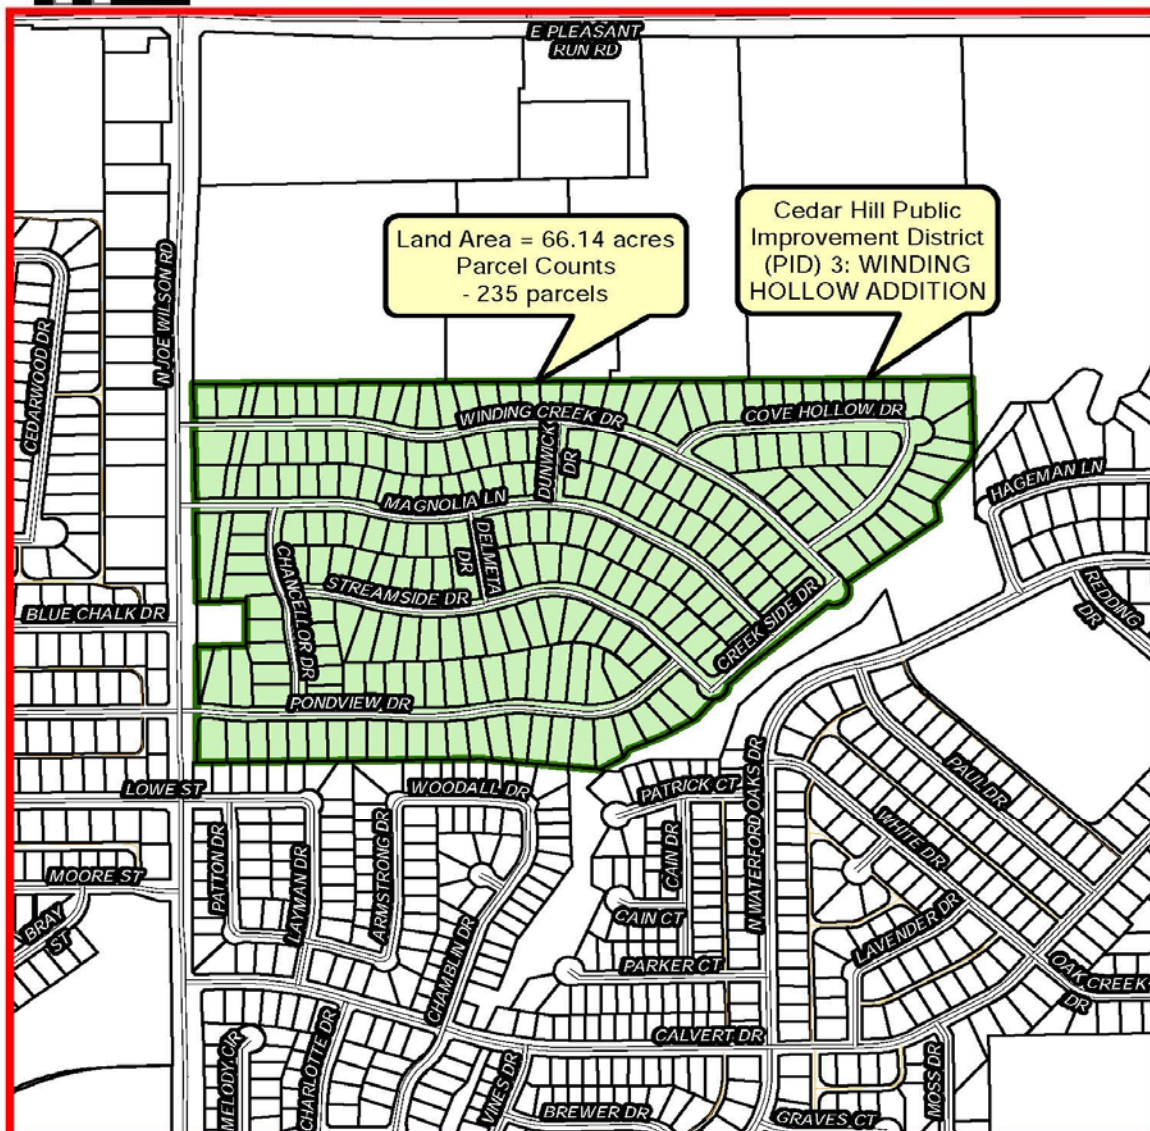 E PLEASANT
RUN RD
Land Area = 66.14 acres
Parcel Counts
- 235 parcels
Cedar Hill Public
Improvement District
(PID) 3: WINDING
HOLLOW ADDITION
N JOE WILSON RD
CEDARWOOD DR
WINDING CREEK DR
COVE HOLLOW DR
DUNWICK
DR
MAGNOLIA LN
HAGEMAN LN
DELMETA
DR
CHANCELLOR DR
STREAMSIDE DR
CREEK SIDE DR
REDDING
DR
BLUE CHALK DR
PONDVIEW DR
LOWE ST
WOODALL DR
PATRICK CT
N WATERFORD OAKS DR
PAUL DR
WHITE DR
PATTON DR
LAYMAN DR
ARMSTRONG DR
CAIN DR
MOORE ST
BRAY
ST
CAIN CT
LAVENDER DR
CHAMBLIN DR
PARKER CT
OAK CREEK
DR
CALVERT DR
MELODY CIR
CHARLOTTE DR
VINES DR
MOSS DR
BREWER DR
GRAVES CT